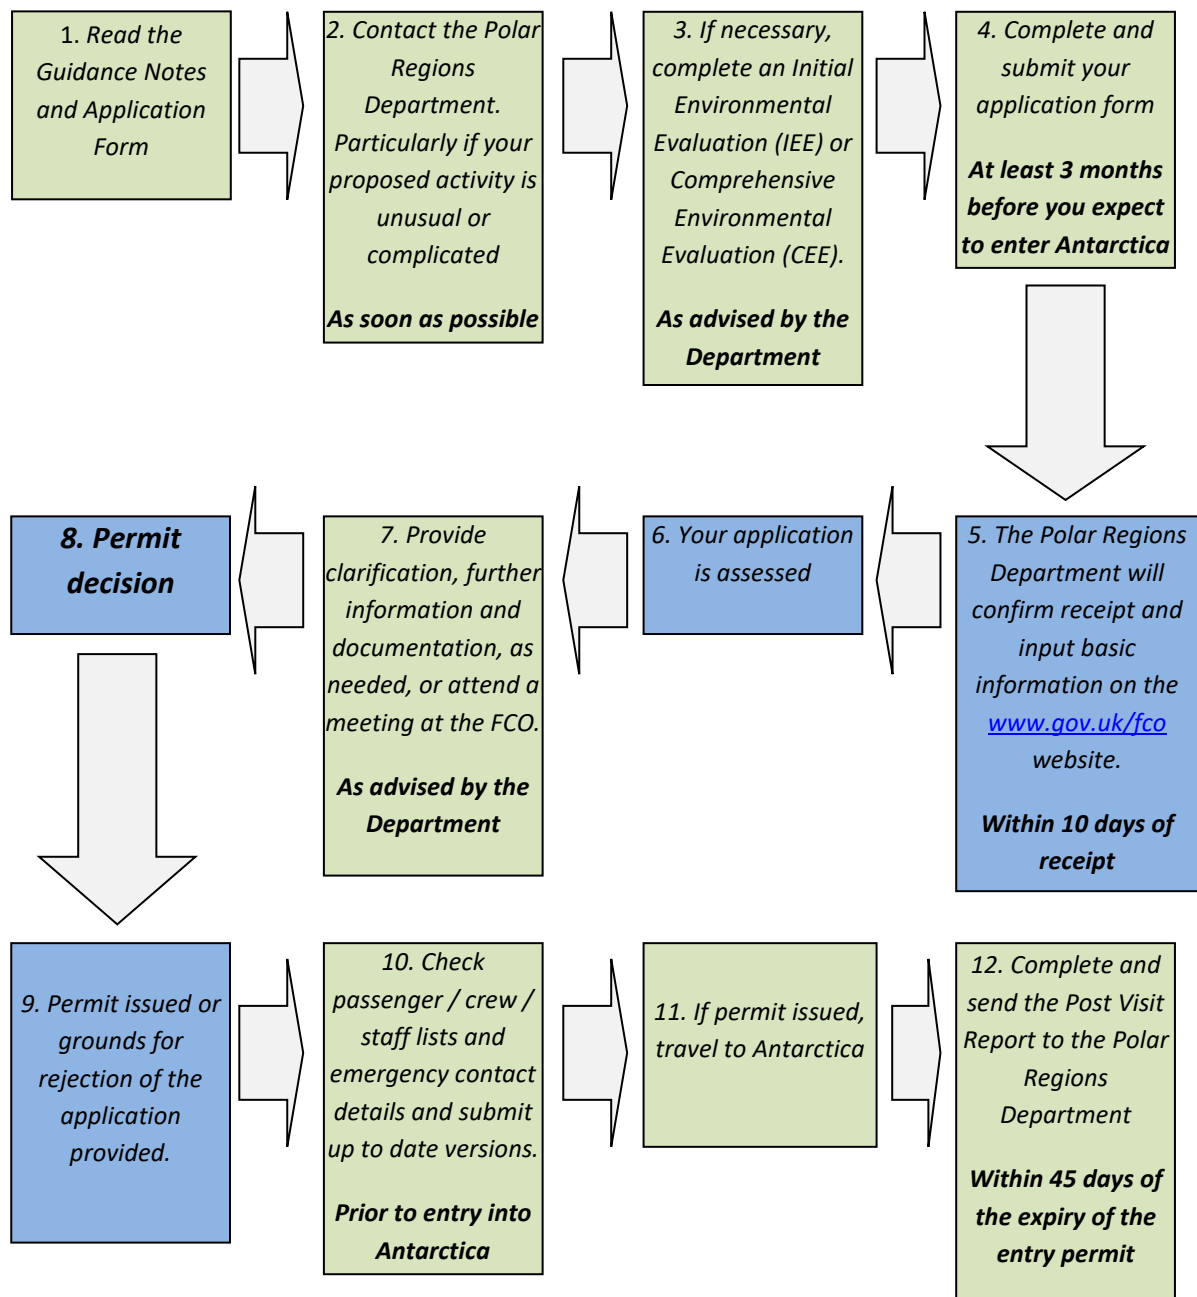 1. Read the
Guidance Notes
and Application
Form
2. Contact the Polar
Regions
Department.
Particularly if your
proposed activity is
unusual or
complicated
As soon as possible
3. If necessary,
complete an Initial
Environmental
Evaluation (IEE) or
Comprehensive
Environmental
Evaluation (CEE).
As advised by the
Department
4. Complete and
submit your
application form
At least 3 months
before you expect
to enter Antarctica
5. The Polar Regions
Department will
confirm receipt and
input basic
information on the
www.gov.uk/fco
website.
Within 10 days of
receipt
6. Your application
is assessed
7. Provide
clarification, further
information and
documentation, as
needed, or attend a
meeting at the FCO.
As advised by the
Department
8. Permit
decision
9. Permit issued or
grounds for
rejection of the
application
provided.
10. Check
passenger / crew /
staff lists and
emergency contact
details and submit
up to date versions.
Prior to entry into
Antarctica
11. If permit issued,
travel to Antarctica
12. Complete and
send the Post Visit
Report to the Polar
Regions
Department
Within 45 days of
the expiry of the
entry permit